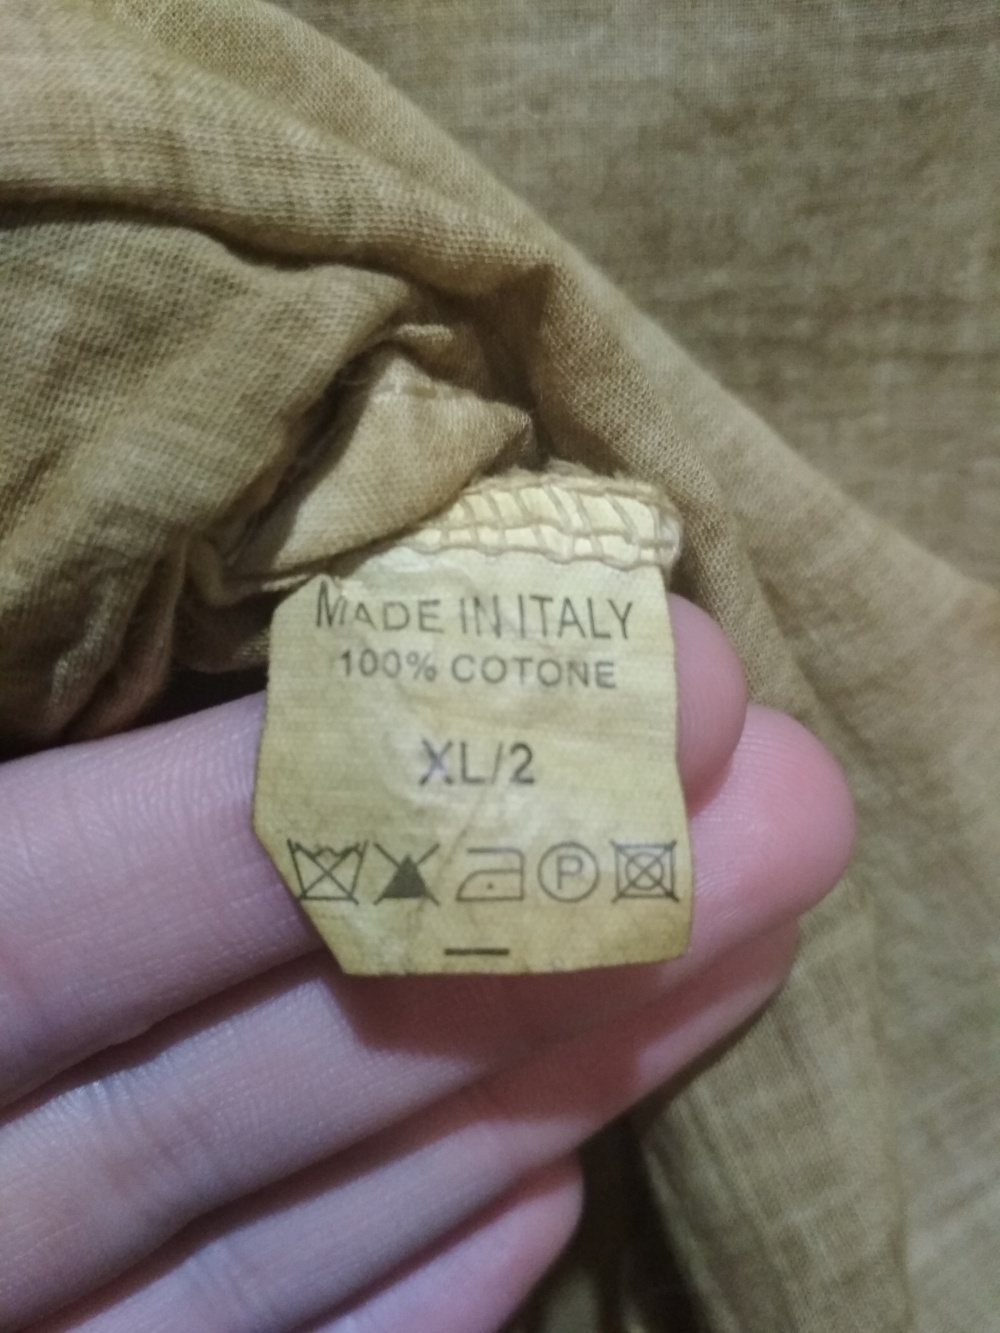 MADE IN ITALY
100% COTONE
XL/2
P